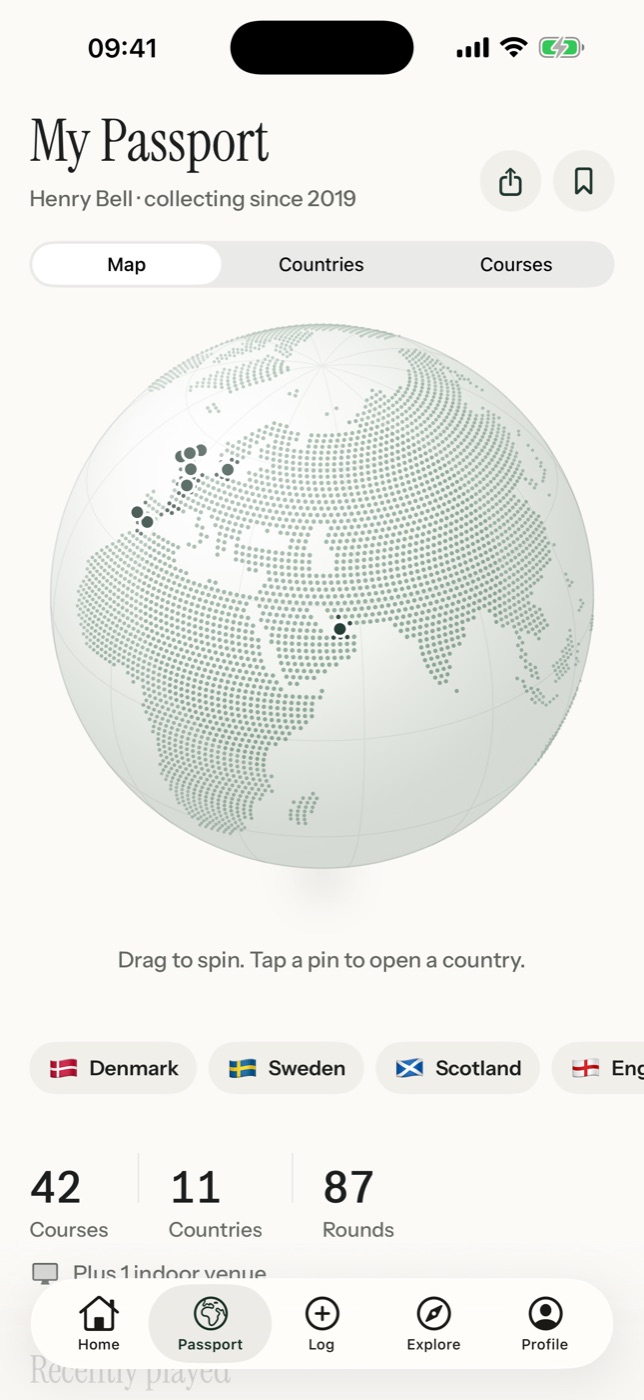 09:41
My Passport
Henry Bell · collecting since 2019
Map
Countries
Courses
Drag to spin. Tap a pin to open a country.
Denmark
Sweden
Scotland
Eng
42
11
87
Courses
Countries
Rounds
Plus 1 indoor venue
Home
Passport
Log
Explore
Profile
Recently played